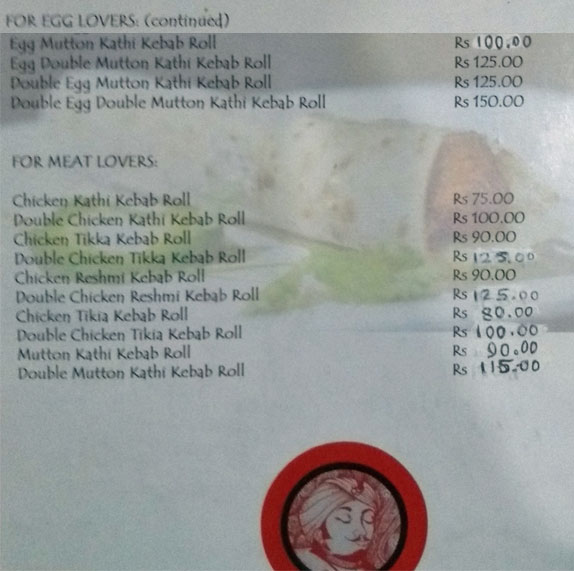 FOR EGG LOVERS: (continued)
Egg Mutton Kathi Kebab Roll Rs 100.00
Egg Double Mutton Kathi Kebab Roll Rs 125.00
Double Egg Mutton Kathi Kebab Roll Rs 125.00
Double Egg Double Mutton Kathi Kebab Roll Rs 150.00
FOR MEAT LOVERS:
Chicken Kathi Kebab Roll Rs 75.00
Double Chicken Kathi Kebab Roll Rs 100.00
Chicken Tikka Kebab Roll Rs 90.00
Double Chicken Tikka Kebab Roll Rs 125.00
Chicken Reshmi Kebab Roll Rs 90.00
Double Chicken Reshmi Kebab Roll Rs 125.00
Chicken Tikia Kebab Roll Rs 80.00
Double Chicken Tikia Kebab Roll Rs 100.00
Mutton Kathi Kebab Roll Rs 90.00
Double Mutton Kathi Kebab Roll Rs 115.00